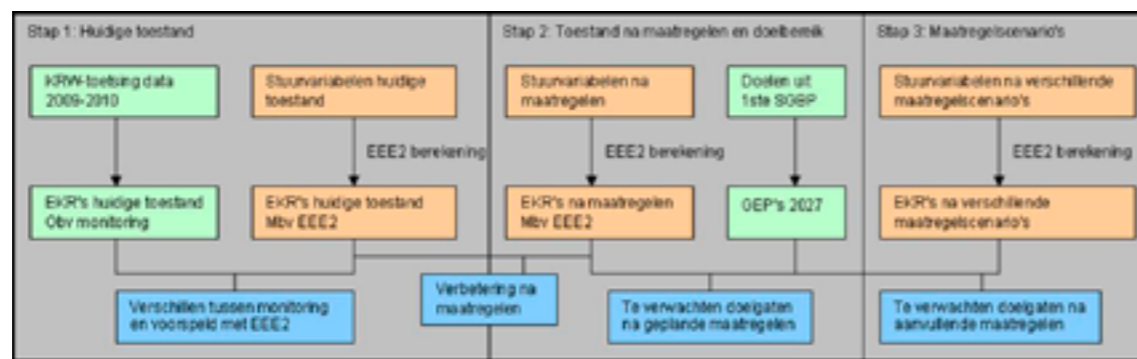 Stap 1: Huidige toestand
KRW-toetsing data
2009-2010
Stuurvariabelen huidige
toestand
EEE2 berekening
EKR's huidige toestand
Obv monitoring
EKR's huidige toestand
Mbv EEE2
Verschillen tussen monitoring
en voorspeld met EEE2
Verbetering na
maatregelen
Stap 2: Toestand na maatregelen en doelbereik
Stuurvariabelen na
maatregelen
Doelen uit
1ste SGBP
EEE2 berekening
EKR's na maatregelen
Mbv EEE2
GEP's 2027
Te verwachten doelgaten
na geplande maatregelen
Stap 3: Maatregelscenario's
Stuurvariabelen na verschillende
maatregelscenario's
EEE2 berekening
EKR's na verschillende
maatregelscenario's
Te verwachten doelgaten na
aanvullende maatregelen